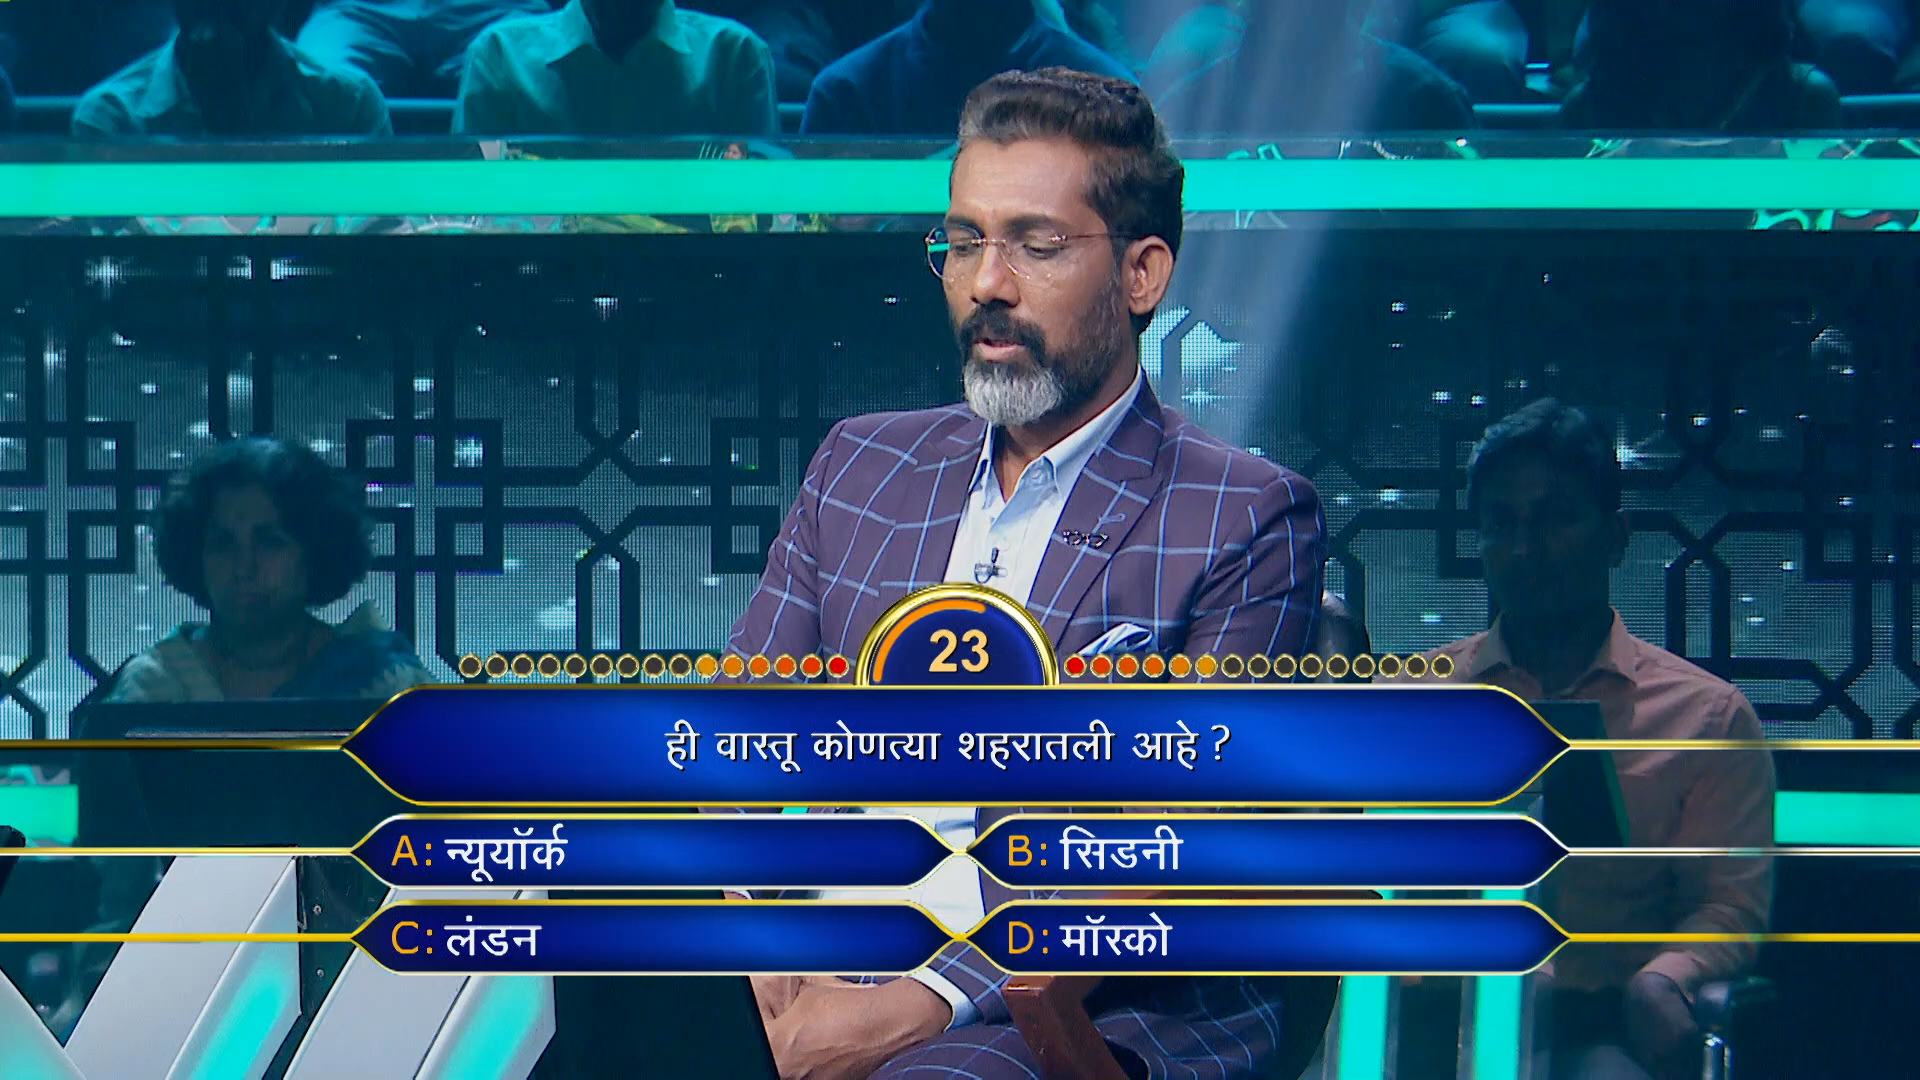 23
ही वास्तू कोणत्या शहरातली आहे ?
A: न्यूयॉर्क
B: सिडनी
C: लंडन
D: मॉस्को